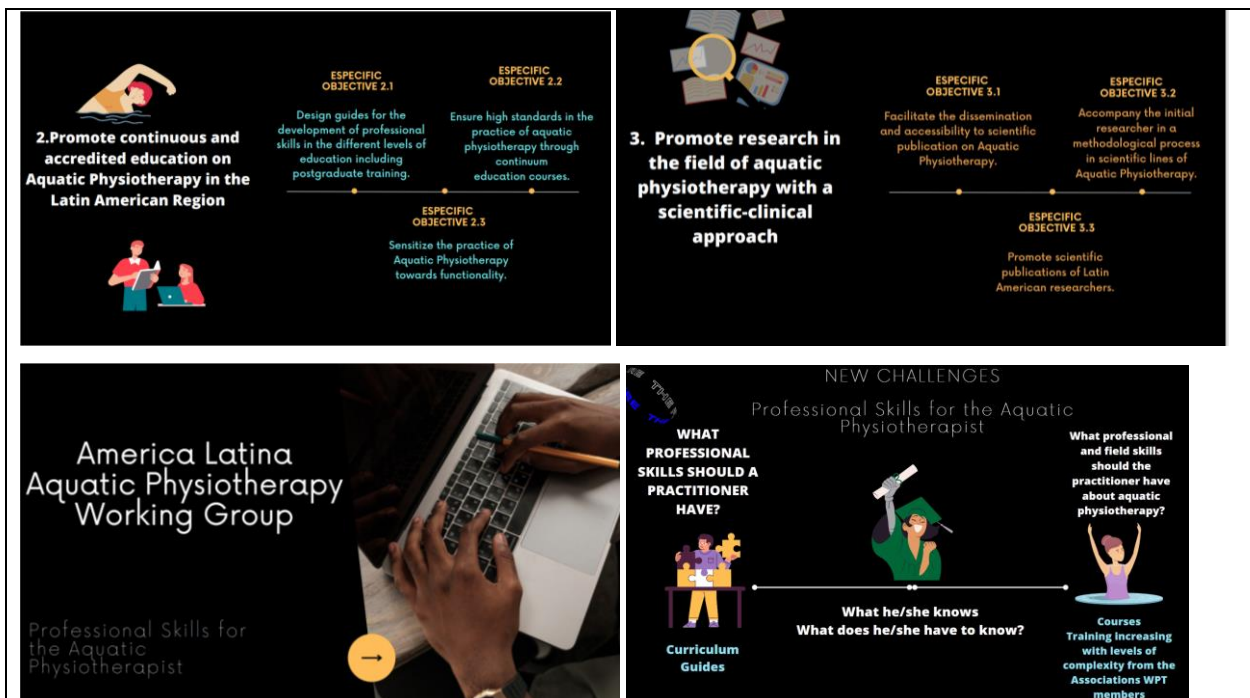 2.Promote continuous and
accredited education on
Aquatic Physiotherapy in the
Latin American Region
ESPECIFIC
OBJECTIVE 2.1
Design guides for the
development of professional
skills in the different levels of
education including
postgraduate training.
ESPECIFIC
OBJECTIVE 2.2
Ensure high standards in the
practice of aquatic
physiotherapy through
continuum
education courses.
ESPECIFIC
OBJECTIVE 2.3
Sensitize the practice of
Aquatic Physiotherapy
towards functionality.
3. Promote research in
the field of aquatic
physiotherapy with a
scientific-clinical
approach
ESPECIFIC
OBJECTIVE 3.1
Facilitate the dissemination
and accessibility to scientific
publication on Aquatic
Physiotherapy.
ESPECIFIC
OBJECTIVE 3.2
Accompany the initial
researcher in a
methodological process
in scientific lines of
Aquatic Physiotherapy.
ESPECIFIC
OBJECTIVE 3.3
Promote scientific
publications of Latin
American researchers.
America Latina
Aquatic Physiotherapy
Working Group
Professional Skills for
the Aquatic
Physiotherapist
NEW CHALLENGES
Professional Skills for the Aquatic
Physiotherapist
WHAT
PROFESSIONAL
SKILLS SHOULD A
PRACTITIONER
HAVE?
Curriculum
Guides
What he/she knows
What does he/she have to know?
What professional
and field skills
should the
practitioner have
about aquatic
physiotherapy?
Courses
Training increasing
with levels of
complexity from the
Associations WPT
members